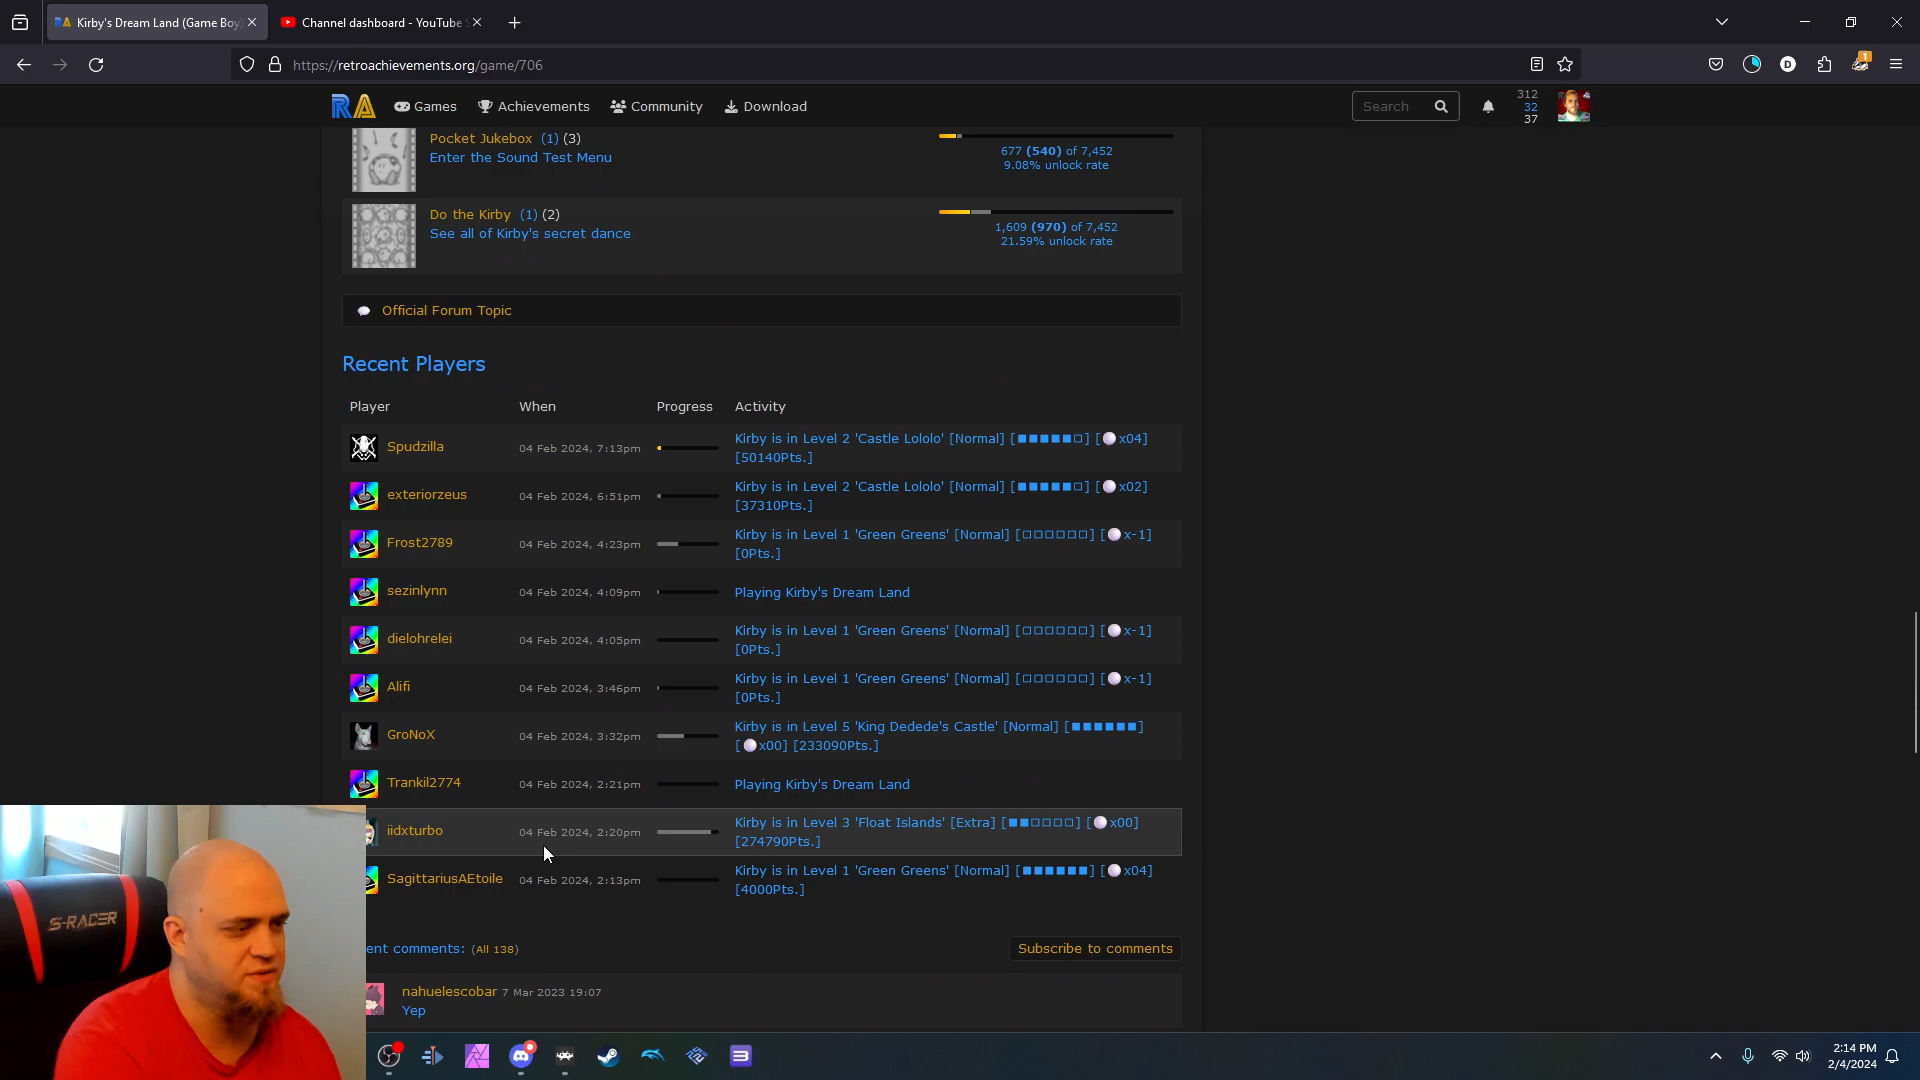 Kirby's Dream Land (Game Boy)
Channel dashboard - YouTube S
https://retroachievements.org/game/706
1
D
RA Games Achievements Community Download
Search
312
32
37
Pocket Jukebox (1) (3)
Enter the Sound Test Menu
677 (540) of 7,452
9.08% unlock rate
Do the Kirby (1) (2)
See all of Kirby's secret dance
1,609 (970) of 7,452
21.59% unlock rate
Official Forum Topic
Recent Players
Player When Progress Activity
Spudzilla 04 Feb 2024, 7:13pm Kirby is in Level 2 'Castle Lololo' [Normal] [■■■■■□] [⚪x04]
[50140Pts.]
exteriorzeus 04 Feb 2024, 6:51pm Kirby is in Level 2 'Castle Lololo' [Normal] [■■■■■□] [⚪x02]
[37310Pts.]
Frost2789 04 Feb 2024, 4:23pm Kirby is in Level 1 'Green Greens' [Normal] [□□□□□□] [⚪x-1]
[0Pts.]
sezinlynn 04 Feb 2024, 4:09pm Playing Kirby's Dream Land
dielohrelei 04 Feb 2024, 4:05pm Kirby is in Level 1 'Green Greens' [Normal] [□□□□□□] [⚪x-1]
[0Pts.]
Alifi 04 Feb 2024, 3:46pm Kirby is in Level 1 'Green Greens' [Normal] [□□□□□□] [⚪x-1]
[0Pts.]
GroNoX 04 Feb 2024, 3:32pm Kirby is in Level 5 'King Dedede's Castle' [Normal] [■■■■■■]
[⚪x00] [233090Pts.]
Trankil2774 04 Feb 2024, 2:21pm Playing Kirby's Dream Land
iidxturbo 04 Feb 2024, 2:20pm Kirby is in Level 3 'Float Islands' [Extra] [■■□□□□] [⚪x00]
[274790Pts.]
SagittariusAEtoile 04 Feb 2024, 2:13pm Kirby is in Level 1 'Green Greens' [Normal] [■■■■■■] [⚪x04]
[4000Pts.]
ent comments: (All 138) Subscribe to comments
nahuelescobar 7 Mar 2023 19:07
Yep
S-RACER
2:14 PM
2/4/2024